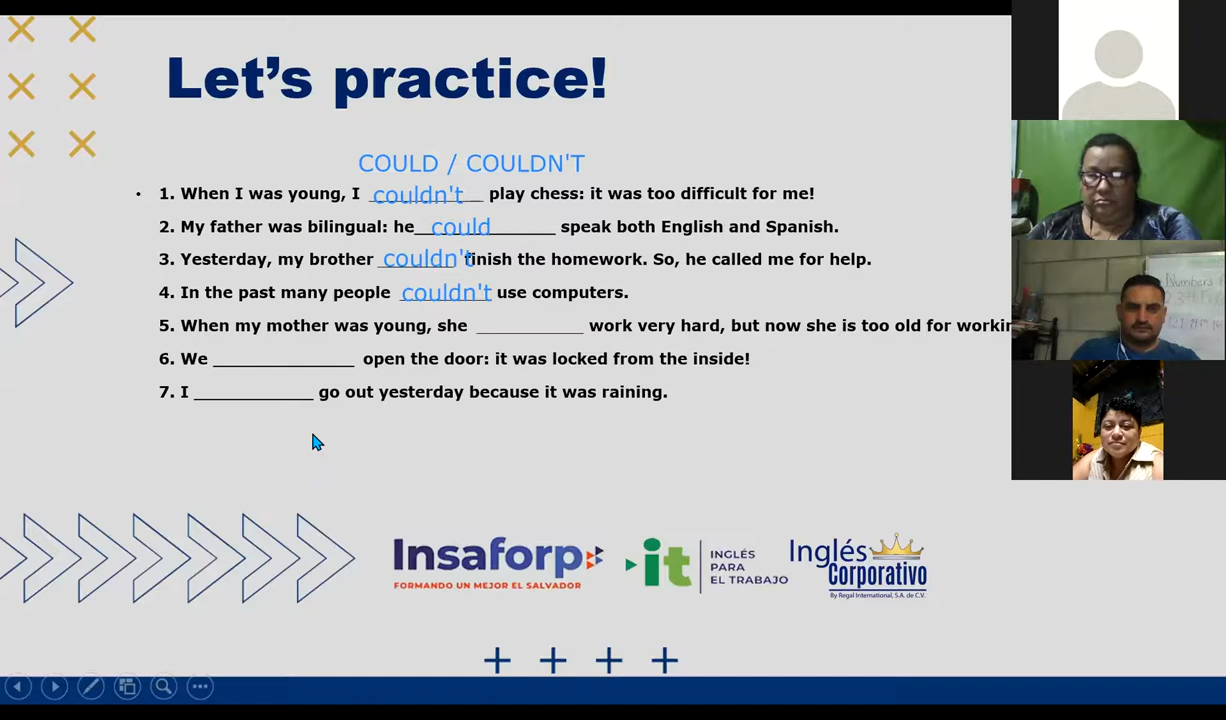 Let's practice!
COULD / COULDN'T
• 1. When I was young, I couldn't play chess: it was too difficult for me!
2. My father was bilingual: he could speak both English and Spanish.
3. Yesterday, my brother couldn't finish the homework. So, he called me for help.
4. In the past many people couldn't use computers.
5. When my mother was young, she ___________ work very hard, but now she is too old for workin
6. We ______________ open the door: it was locked from the inside!
7. I ____________ go out yesterday because it was raining.
Insaforp
FORMANDO UN MEJOR EL SALVADOR
it
INGLÉS
PARA
EL TRABAJO
Inglés
Corporativo
By Regal International, S.A. de C.V.
Numbers